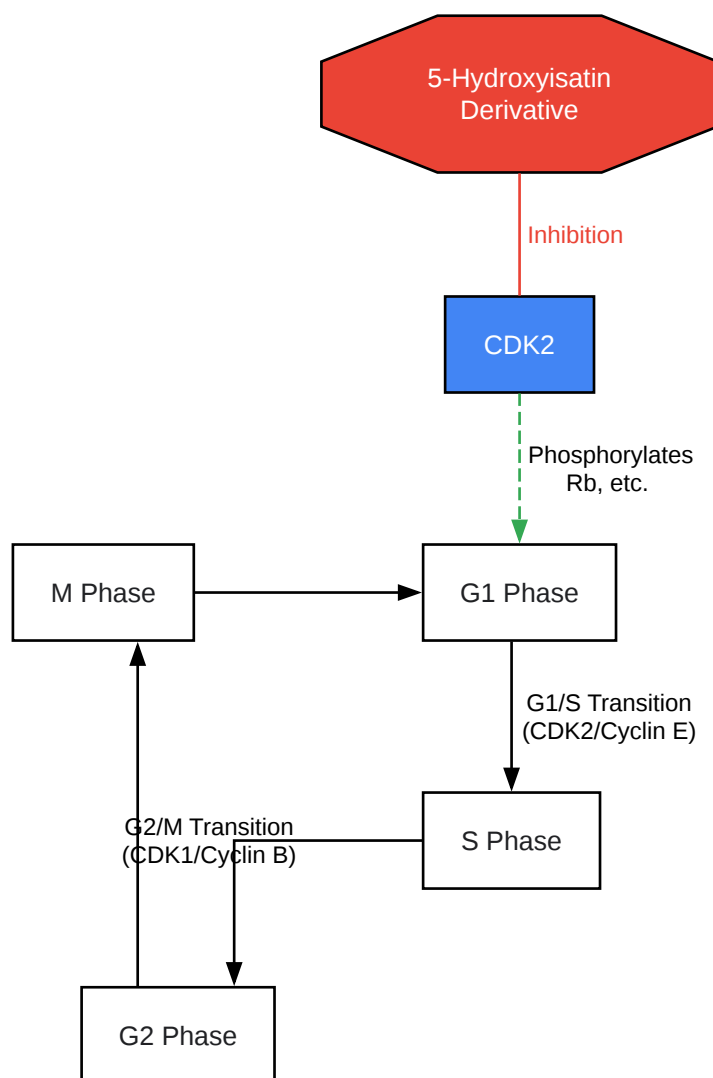 5-Hydroxyisatin
Derivative
Inhibition
CDK2
Phosphorylates
Rb, etc.
M Phase
G1 Phase
G1/S Transition
(CDK2/Cyclin E)
G2/M Transition
(CDK1/Cyclin B)
S Phase
G2 Phase